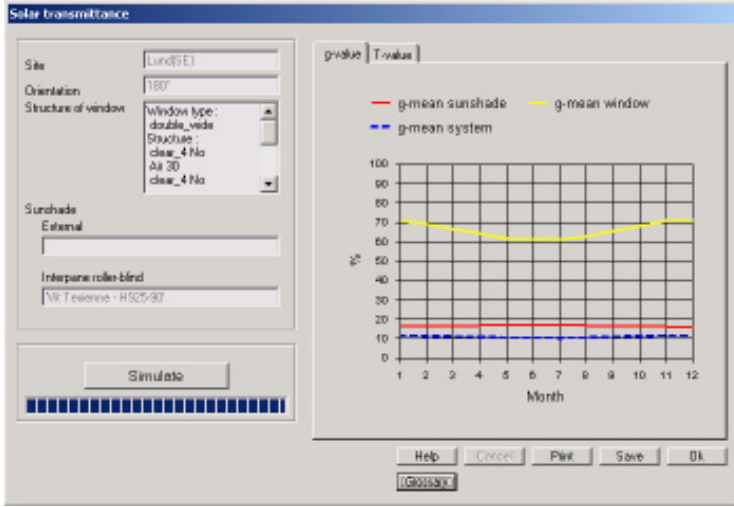 Solar transmittance
Site
Lund(SE)
Orientation
180°
Structure of window
Window type :
double_wide
Structure :
clear_4 No
Air 30
clear_4 No
Sunshade
External
Interpane roller-blind
Simulate
g-value
T-value
g-mean sunshade
g-mean window
g-mean system
100
90
80
70
60
50
40
30
20
10
0
%
1 2 3 4 5 6 7 8 9 10 11 12
Month
Help
Cancel
Print
Save
Ok
Glossary